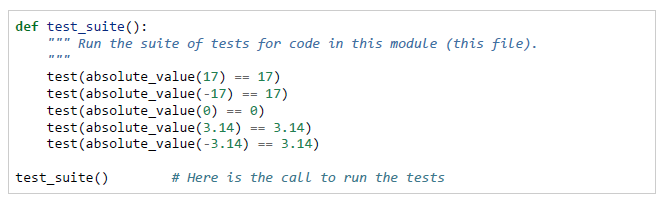 def test_suite():
    """ Run the suite of tests for code in this module (this file).
    """
    test(absolute_value(17) == 17)
    test(absolute_value(-17) == 17)
    test(absolute_value(0) == 0)
    test(absolute_value(3.14) == 3.14)
    test(absolute_value(-3.14) == 3.14)

test_suite()        # Here is the call to run the tests